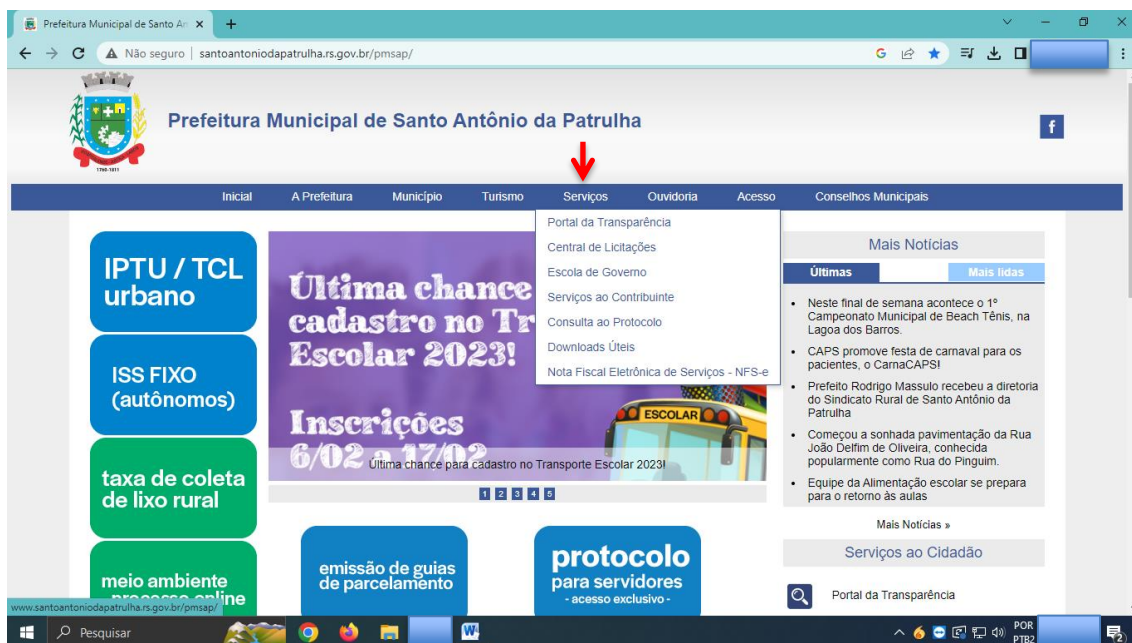 Prefeitura Municipal de Santo An
Não seguro | santoantoniodapatrulha.rs.gov.br/pmsap/
1760-1811
Prefeitura Municipal de Santo Antônio da Patrulha
f
Inicial A Prefeitura Município Turismo Serviços Ouvidoria Acesso Conselhos Municipais
Portal da Transparência
Central de Licitações
Escola de Governo
Serviços ao Contribuinte
Consulta ao Protocolo
Downloads Úteis
Nota Fiscal Eletrônica de Serviços - NFS-e
IPTU / TCL
urbano
ISS FIXO
(autônomos)
taxa de coleta
de lixo rural
meio ambiente
processo online
Última chance
cadastro no Tr
Escolar 2023!
Inscrições
6/02 a 17/02
ESCOLAR
Última chance para cadastro no Transporte Escolar 2023!
1 2 3 4 5
emissão de guias
de parcelamento
protocolo
para servidores
- acesso exclusivo -
Mais Notícias
Últimas Mais lidas
• Neste final de semana acontece o 1º
Campeonato Municipal de Beach Tênis, na
Lagoa dos Barros.
• CAPS promove festa de carnaval para os
pacientes, o CarnaCAPS!
• Prefeito Rodrigo Massulo recebeu a diretoria
do Sindicato Rural de Santo Antônio da
Patrulha
• Começou a sonhada pavimentação da Rua
João Delfim de Oliveira, conhecida
popularmente como Rua do Pinguim.
• Equipe da Alimentação escolar se prepara
para o retorno às aulas
Mais Notícias »
Serviços ao Cidadão
Portal da Transparência
www.santoantoniodapatrulha.rs.gov.br/pmsap/
Pesquisar
POR
PTB2
2